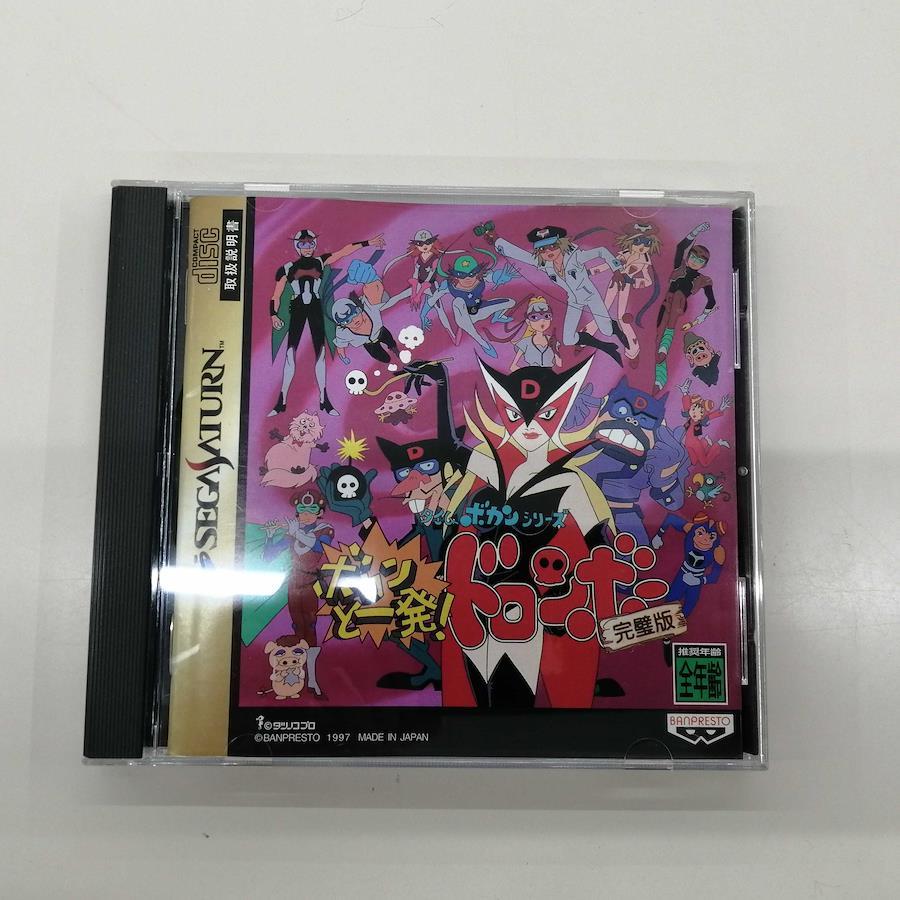 COMPACT
disc
取扱説明書
SEGA SATURN™
D
D
D
タイムボカンシリーズ
ボカンと一発!
ドロンボー
完璧版
推奨年齢
全年齢
©タツノコプロ
©BANPRESTO 1997 MADE IN JAPAN
BANPRESTO